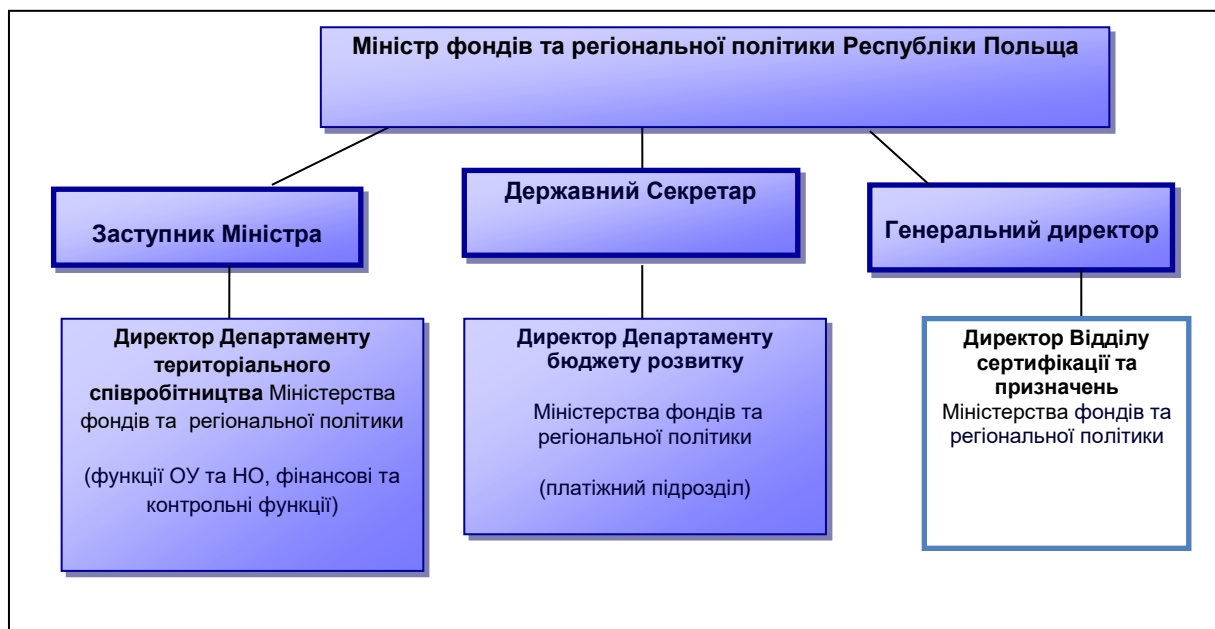 Міністр фондів та регіональної політики Республіки Польща
Заступник Міністра
Державний Секретар
Генеральний директор
Директор Департаменту
територіального
співробітництва Міністерства
фондів та регіональної політики
(функції ОУ та НО, фінансові та
контрольні функції)
Директор Департаменту
бюджету розвитку
Міністерства фондів та
регіональної політики
(платіжний підрозділ)
Директор Відділу
сертифікації та
призначень
Міністерства фондів та
регіональної політики